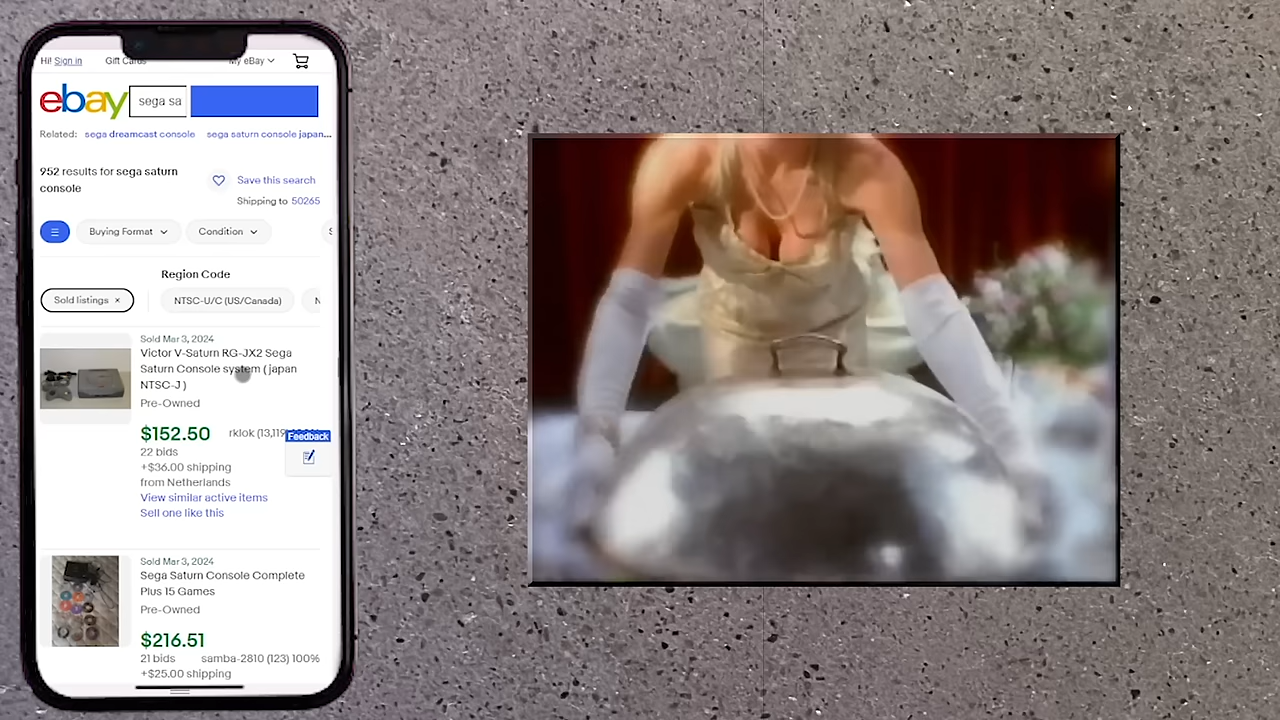 Hi! Sign in Gift Cards My eBay
ebay sega sa
Related: sega dreamcast console sega saturn console japan...
952 results for sega saturn
console
Save this search
Shipping to 50265
Buying Format Condition
Region Code
Sold listings × NTSC-U/C (US/Canada) N
Sold Mar 3, 2024
Victor V-Saturn RG-JX2 Sega
Saturn Console system ( japan
NTSC-J )
Pre-Owned
$152.50 rklok
22 bids
Feedback
+$36.00 shipping
from Netherlands
View similar active items
Sell one like this
Sold Mar 3, 2024
Sega Saturn Console Complete
Plus 15 Games
Pre-Owned
$216.51
21 bids samba-2810 (123) 100%
+$25.00 shipping